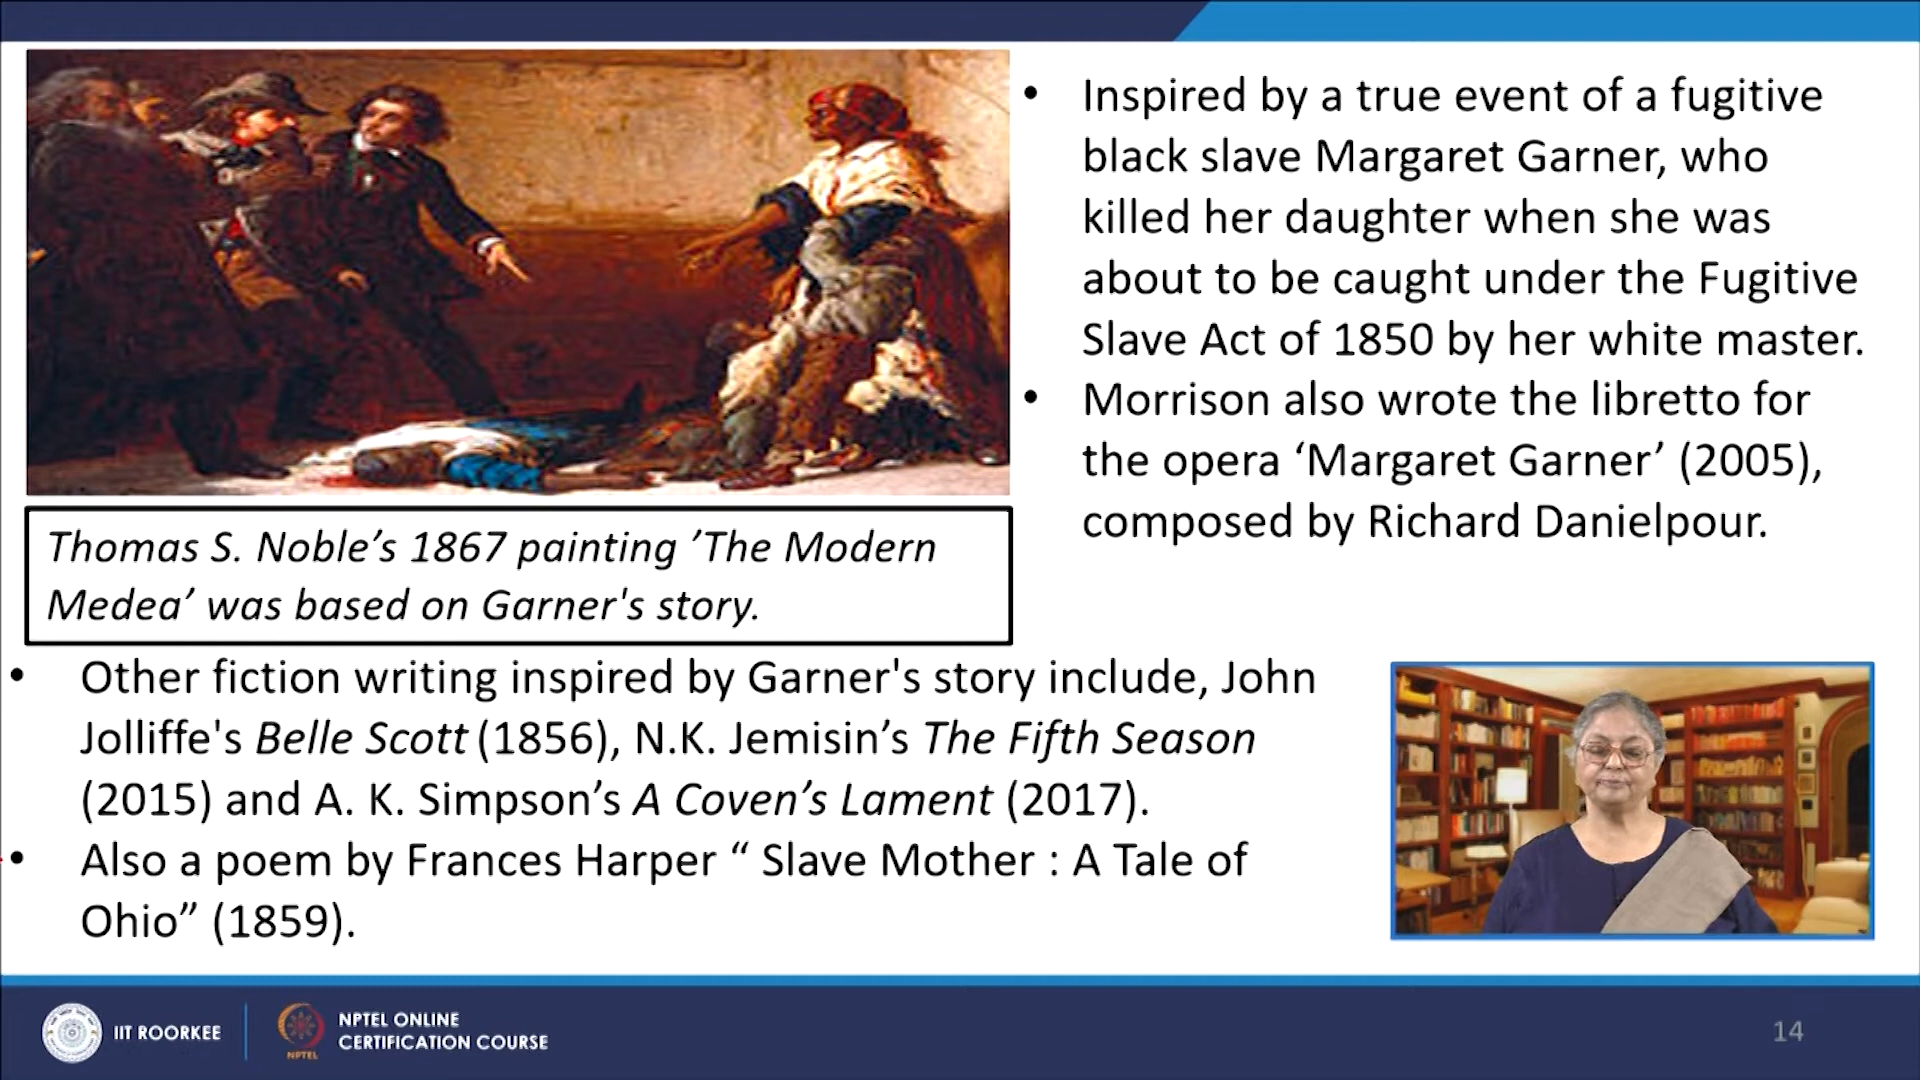 • Inspired by a true event of a fugitive
black slave Margaret Garner, who
killed her daughter when she was
about to be caught under the Fugitive
Slave Act of 1850 by her white master.
• Morrison also wrote the libretto for
the opera ‘Margaret Garner’ (2005),
composed by Richard Danielpour.
Thomas S. Noble’s 1867 painting ’The Modern
Medea’ was based on Garner's story.
• Other fiction writing inspired by Garner's story include, John
Jolliffe's Belle Scott (1856), N.K. Jemisin’s The Fifth Season
(2015) and A. K. Simpson’s A Coven’s Lament (2017).
• Also a poem by Frances Harper “ Slave Mother : A Tale of
Ohio” (1859).
IIT ROORKEE
NPTEL
NPTEL ONLINE
CERTIFICATION COURSE
14